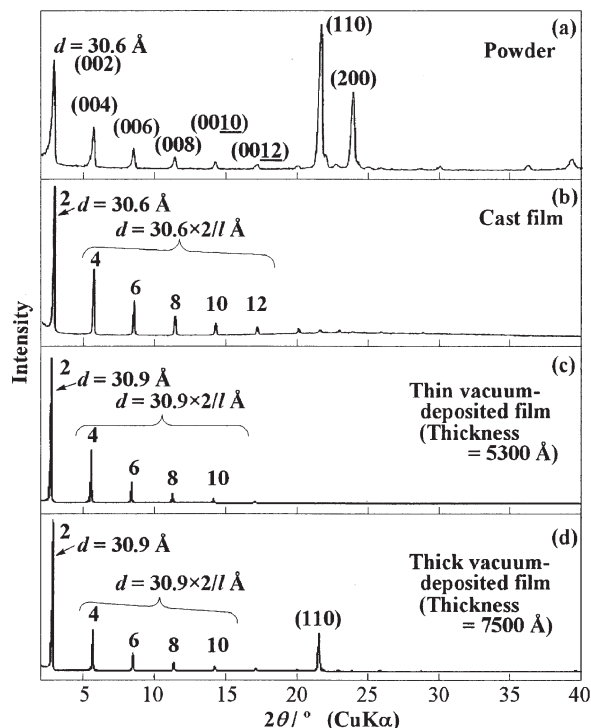 (a)
Powder
d = 30.6 Å
(002)
(004)
(006)
(008)
(0010)
(0012)
(110)
(200)
(b)
Cast film
2
d = 30.6 Å
d = 30.6×2/l Å
4
6
8
10
12
(c)
Thin vacuum-
deposited film
(Thickness
= 5300 Å)
2
d = 30.9 Å
d = 30.9×2/l Å
4
6
8
10
(d)
Thick vacuum-
deposited film
(Thickness
= 7500 Å)
2
d = 30.9 Å
d = 30.9×2/l Å
4
6
8
10
(110)
Intensity
5 10 15 20 25 30 35 40
2θ/ ° (CuKα)